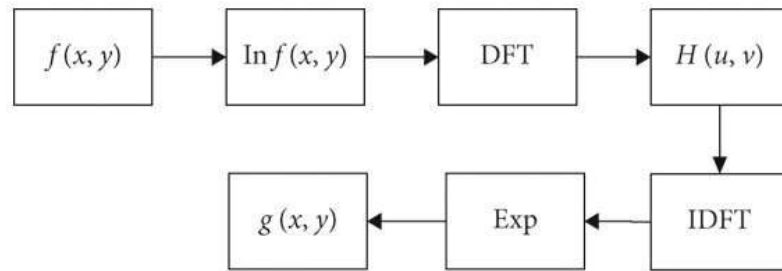 f (x, y)
In f (x, y)
DFT
H (u, v)
g (x, y)
Exp
IDFT